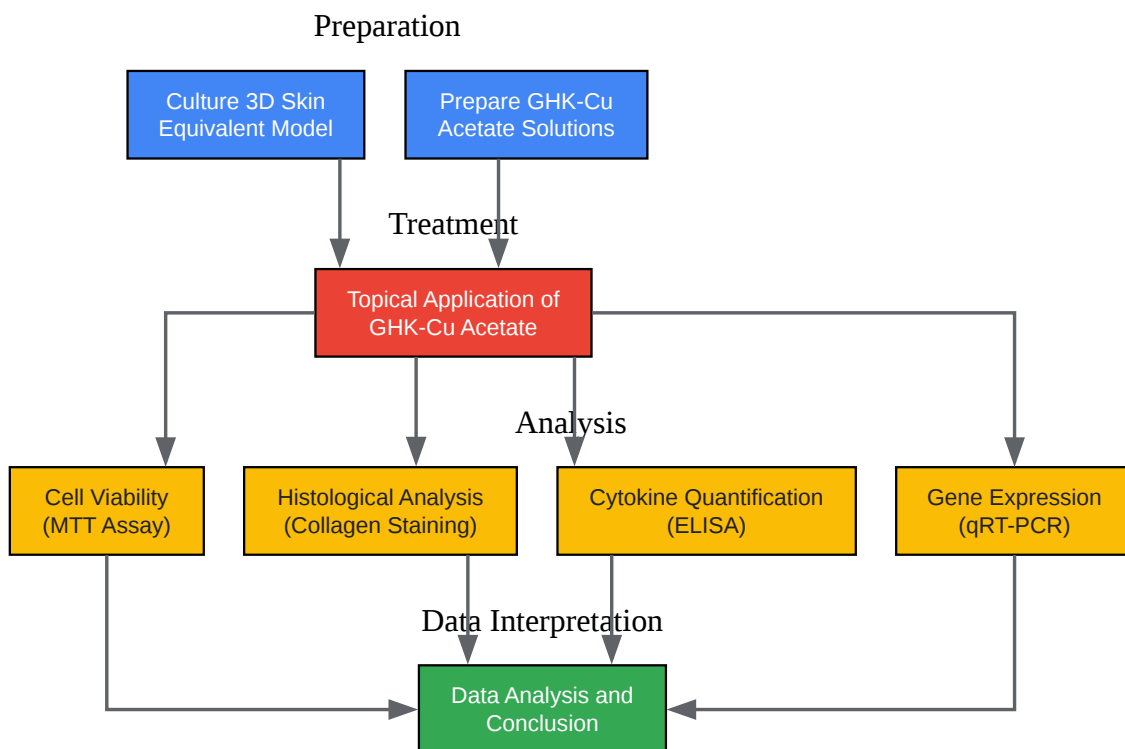 Preparation
Culture 3D Skin
Equivalent Model
Prepare GHK-Cu
Acetate Solutions
Treatment
Topical Application of
GHK-Cu Acetate
Analysis
Cell Viability
(MTT Assay)
Histological Analysis
(Collagen Staining)
Cytokine Quantification
(ELISA)
Gene Expression
(qRT-PCR)
Data Interpretation
Data Analysis and
Conclusion